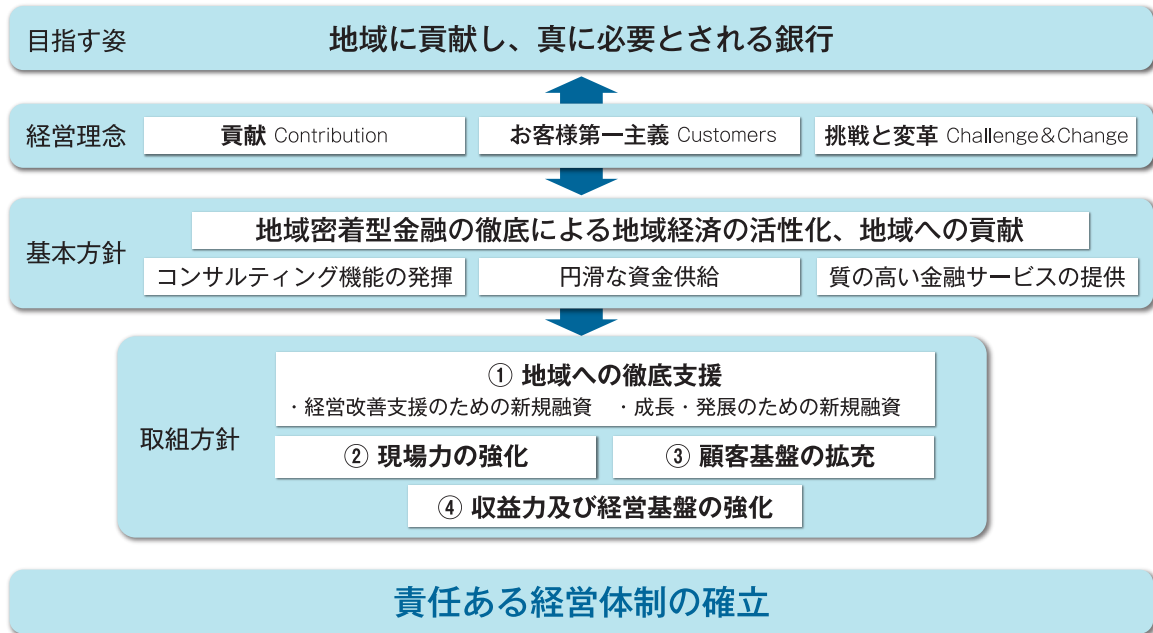 目指す姿
地域に貢献し、真に必要とされる銀行
経営理念
貢献 Contribution
お客様第一主義 Customers
挑戦と変革 Challenge&Change
基本方針
地域密着型金融の徹底による地域経済の活性化、地域への貢献
コンサルティング機能の発揮
円滑な資金供給
質の高い金融サービスの提供
取組方針
① 地域への徹底支援
・経営改善支援のための新規融資 ・成長・発展のための新規融資
② 現場力の強化
③ 顧客基盤の拡充
④ 収益力及び経営基盤の強化
責任ある経営体制の確立